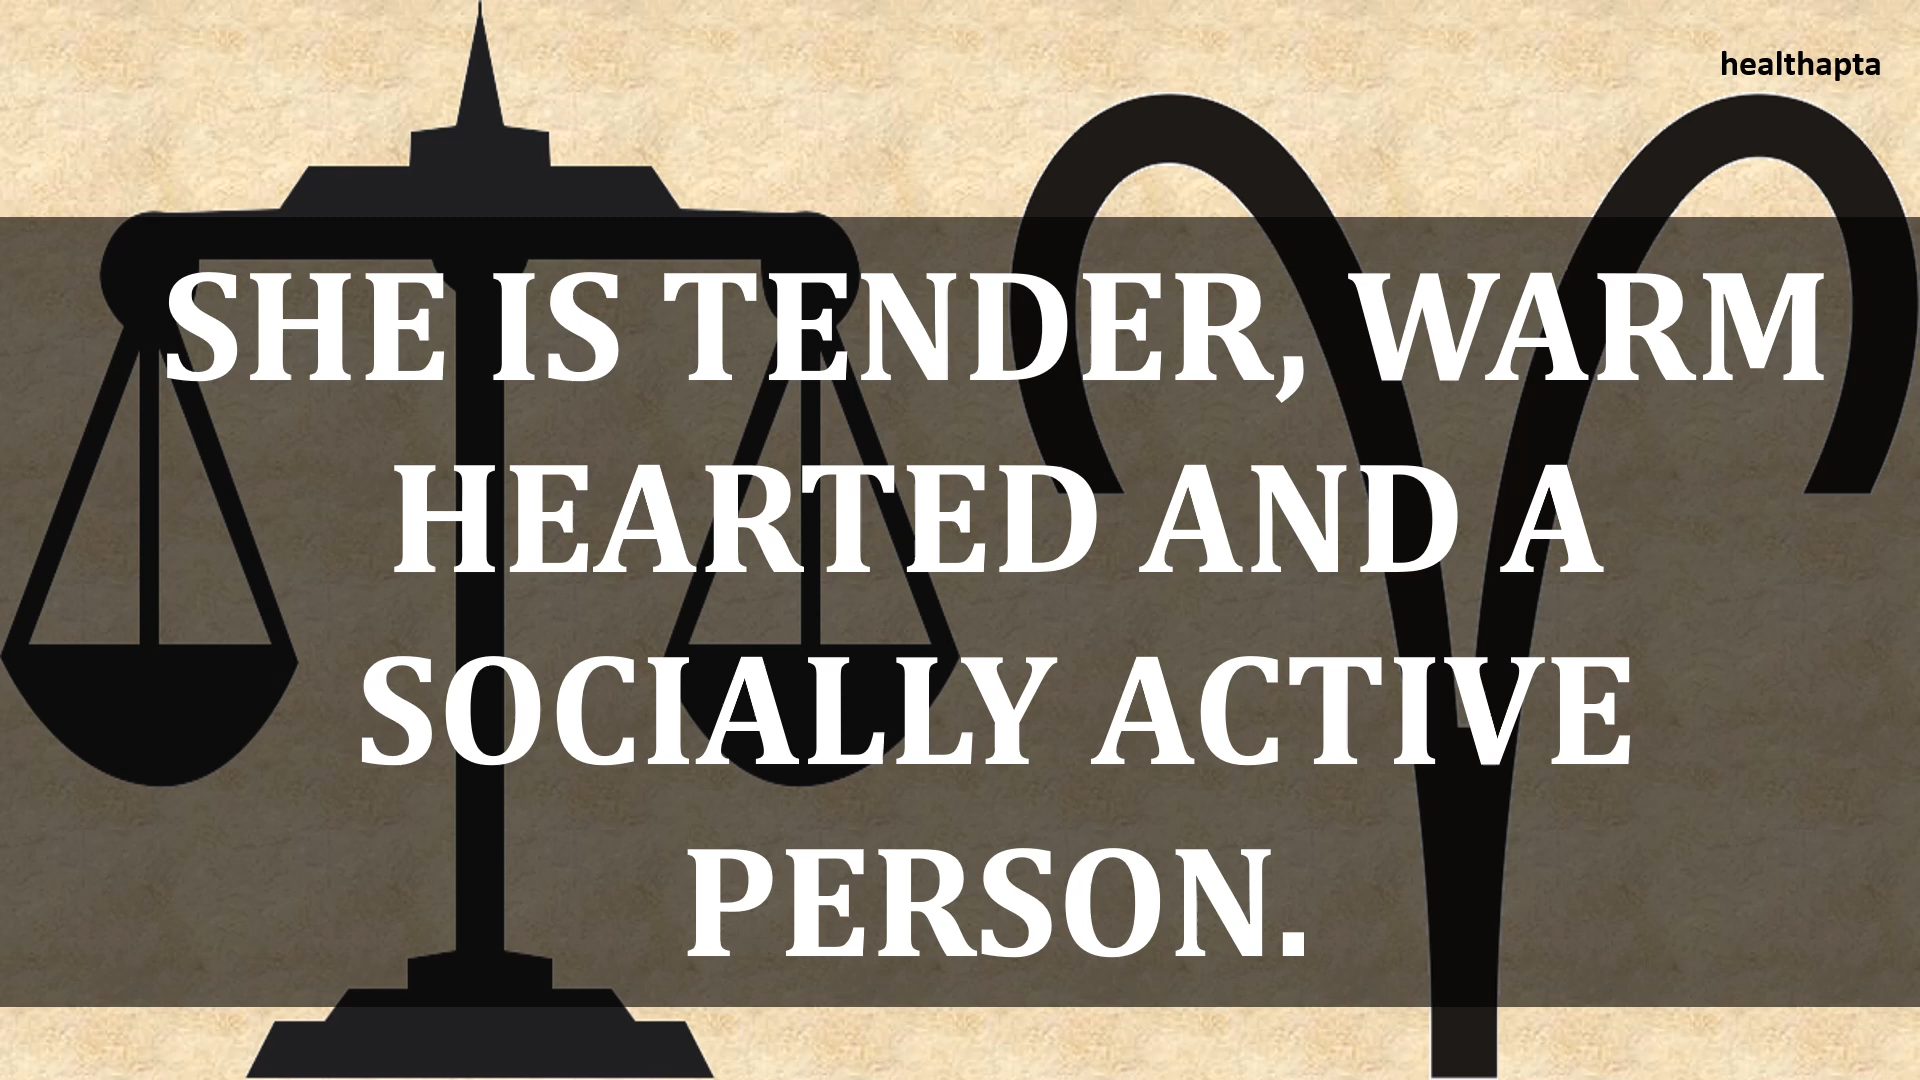 healthapta
SHE IS TENDER, WARM
HEARTED AND A
SOCIALLY ACTIVE
PERSON.